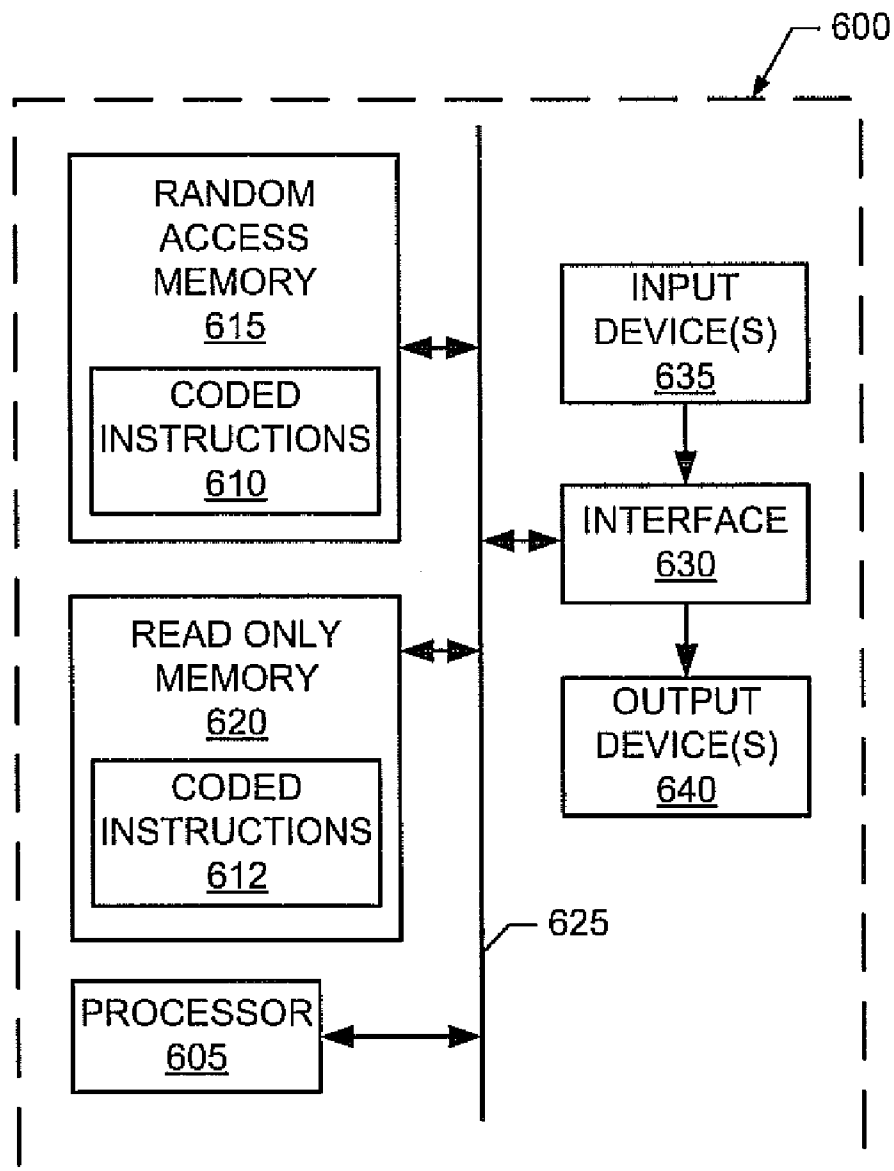 600
RANDOM
ACCESS
MEMORY
615
CODED
INSTRUCTIONS
610
READ ONLY
MEMORY
620
CODED
INSTRUCTIONS
612
PROCESSOR
605
625
INPUT
DEVICE(S)
635
INTERFACE
630
OUTPUT
DEVICE(S)
640